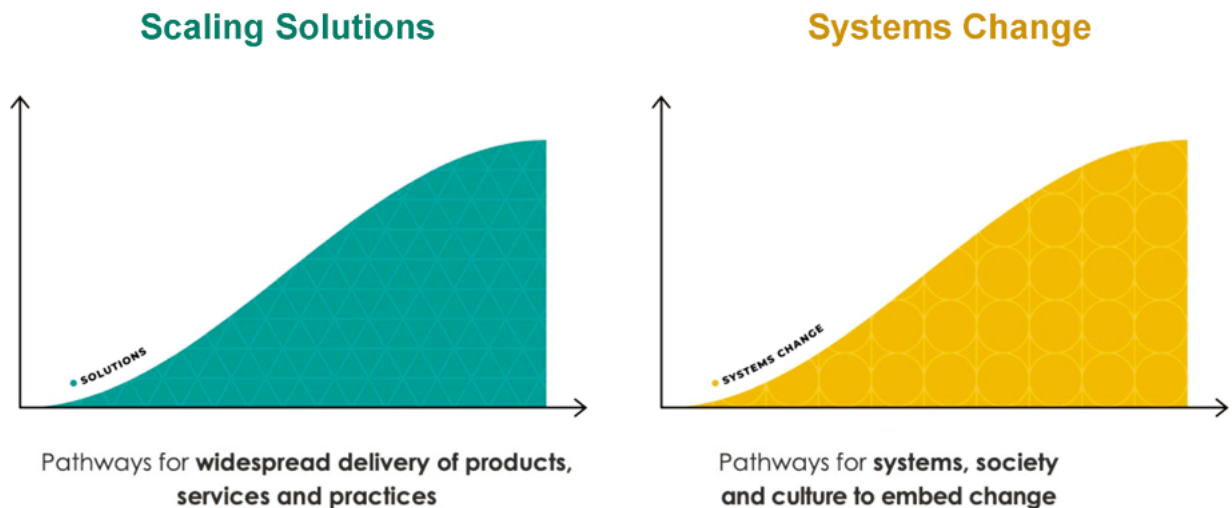 Scaling Solutions
SOLUTIONS
Pathways for widespread delivery of products,
services and practices
Systems Change
SYSTEMS CHANGE
Pathways for systems, society
and culture to embed change